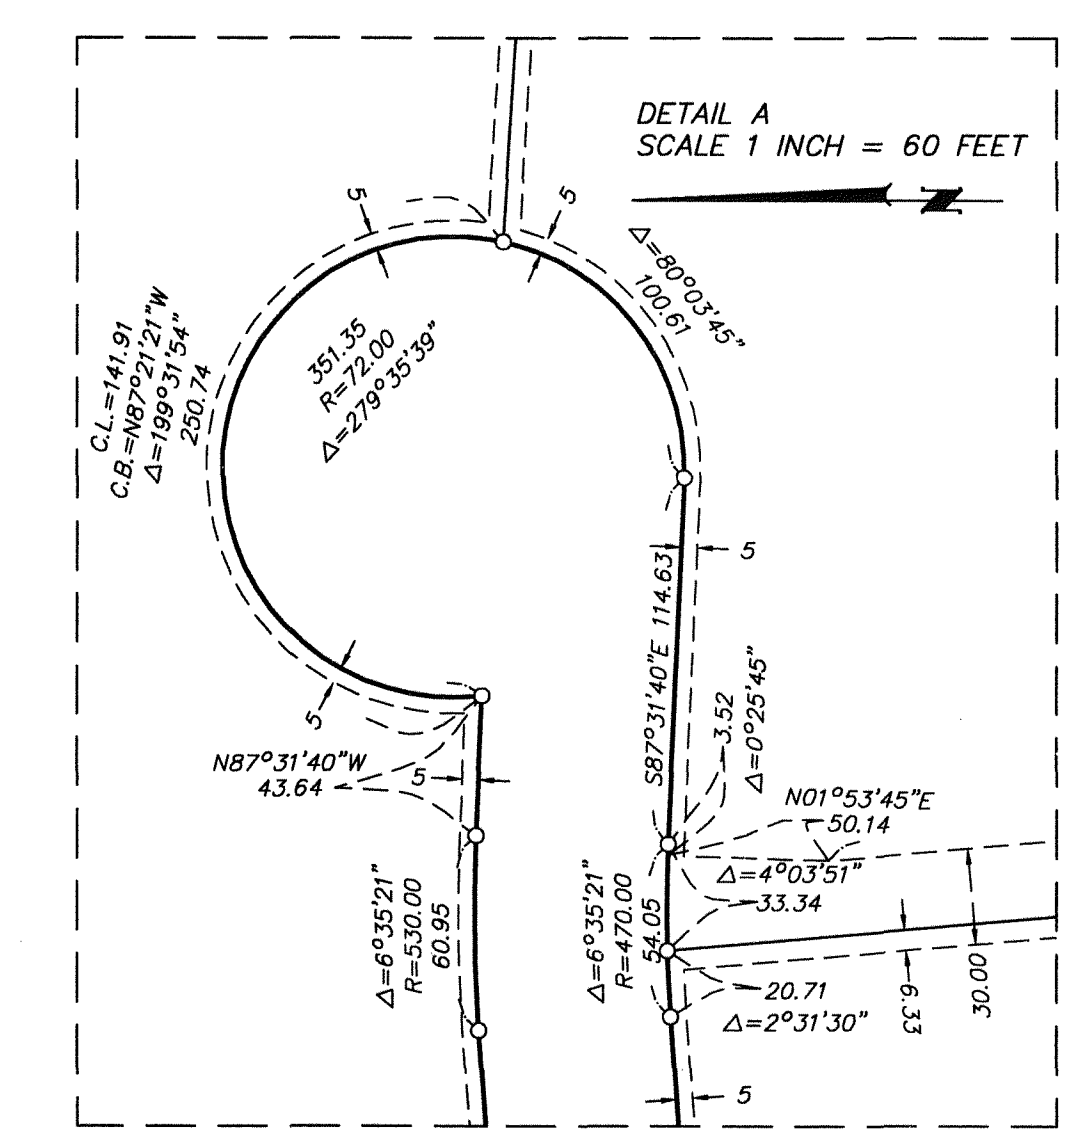 DETAIL A
SCALE 1 INCH = 60 FEET
N
5
5
Δ=80°03'45"
100.61
C.L.=141.91
C.B.=N87°21'21"W
Δ=199°31'54"
250.74
351.35
R=72.00
Δ=279°35'39"
5
S87°31'40"E 114.63
5
N87°31'40"W
43.64
5
3.52
Δ=0°25'45"
N01°53'45"E
50.14
Δ=4°03'51"
33.34
Δ=6°35'21"
R=530.00
60.95
Δ=6°35'21"
R=470.00
54.05
20.71
Δ=2°31'30"
6.33
30.00
5